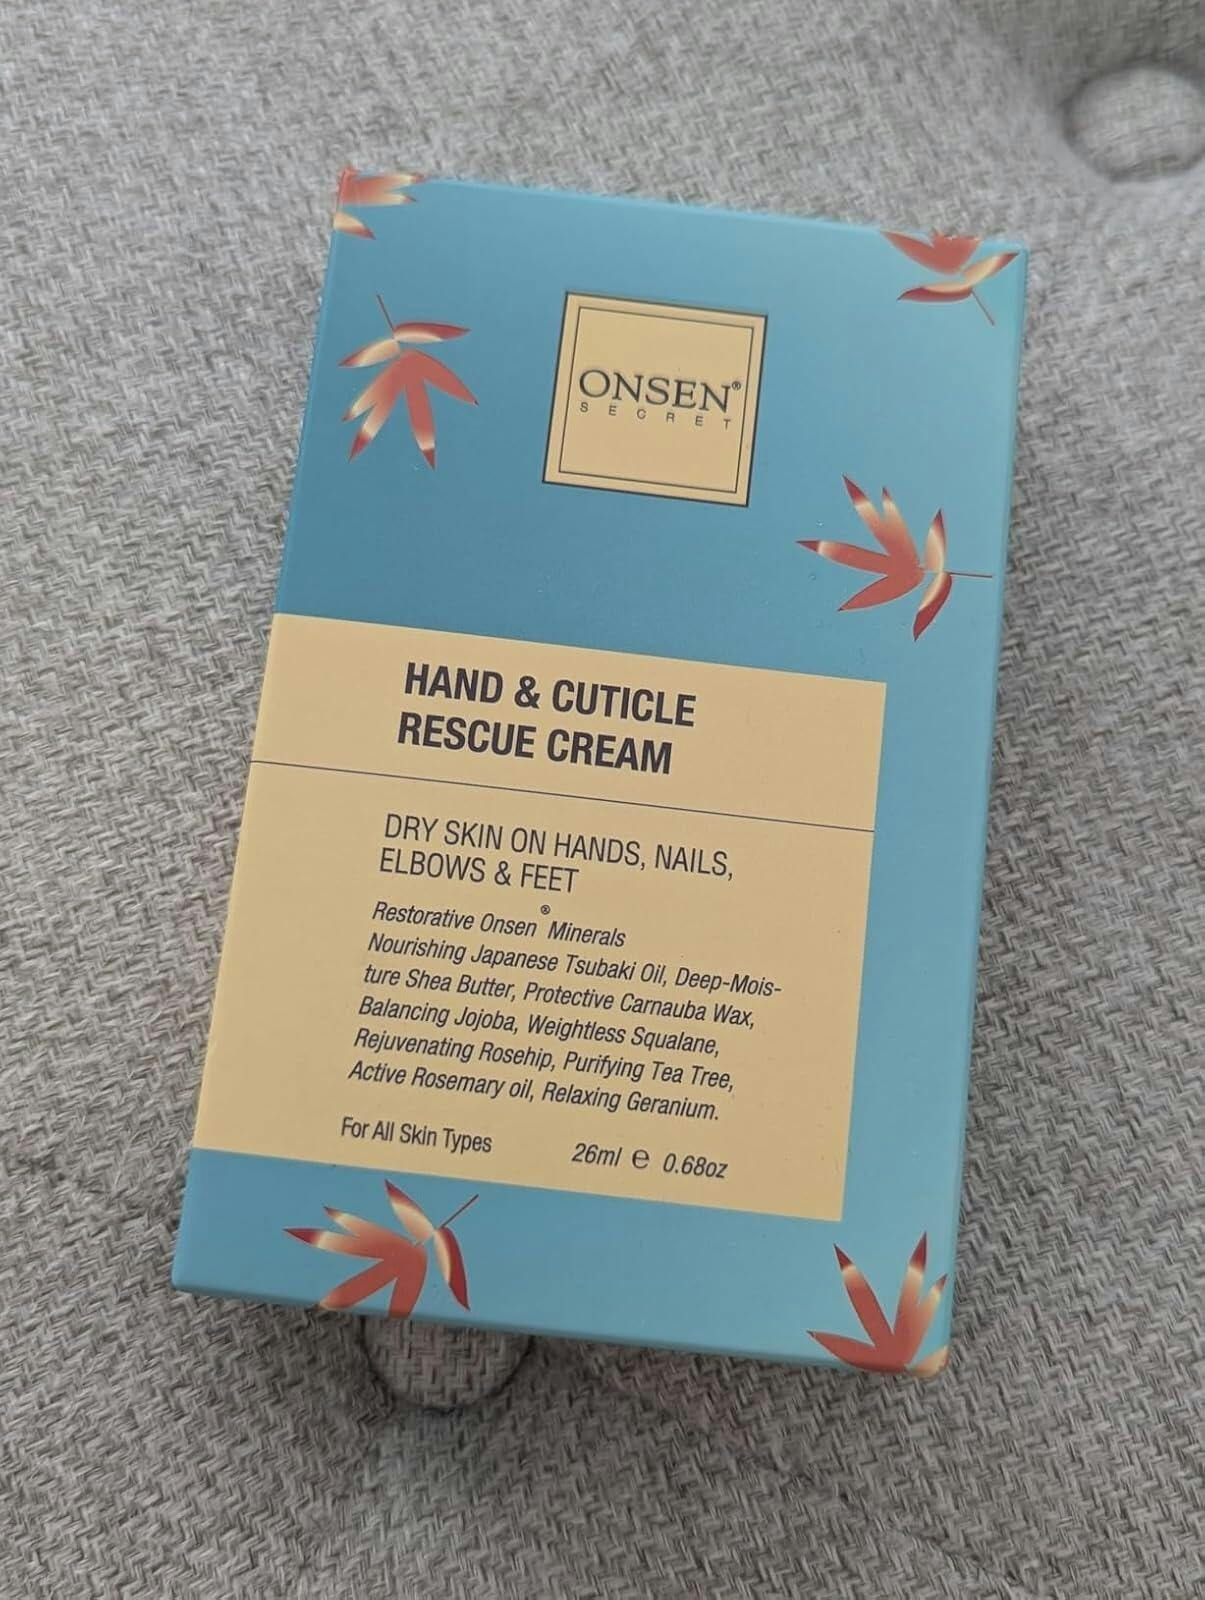 ONSEN®
SECRET
HAND & CUTICLE
RESCUE CREAM
DRY SKIN ON HANDS, NAILS,
ELBOWS & FEET
Restorative Onsen® Minerals
Nourishing Japanese Tsubaki Oil, Deep-Mois-
ture Shea Butter, Protective Carnauba Wax,
Balancing Jojoba, Weightless Squalane,
Rejuvenating Rosehip, Purifying Tea Tree,
Active Rosemary oil, Relaxing Geranium.
For All Skin Types 26ml e 0.68oz